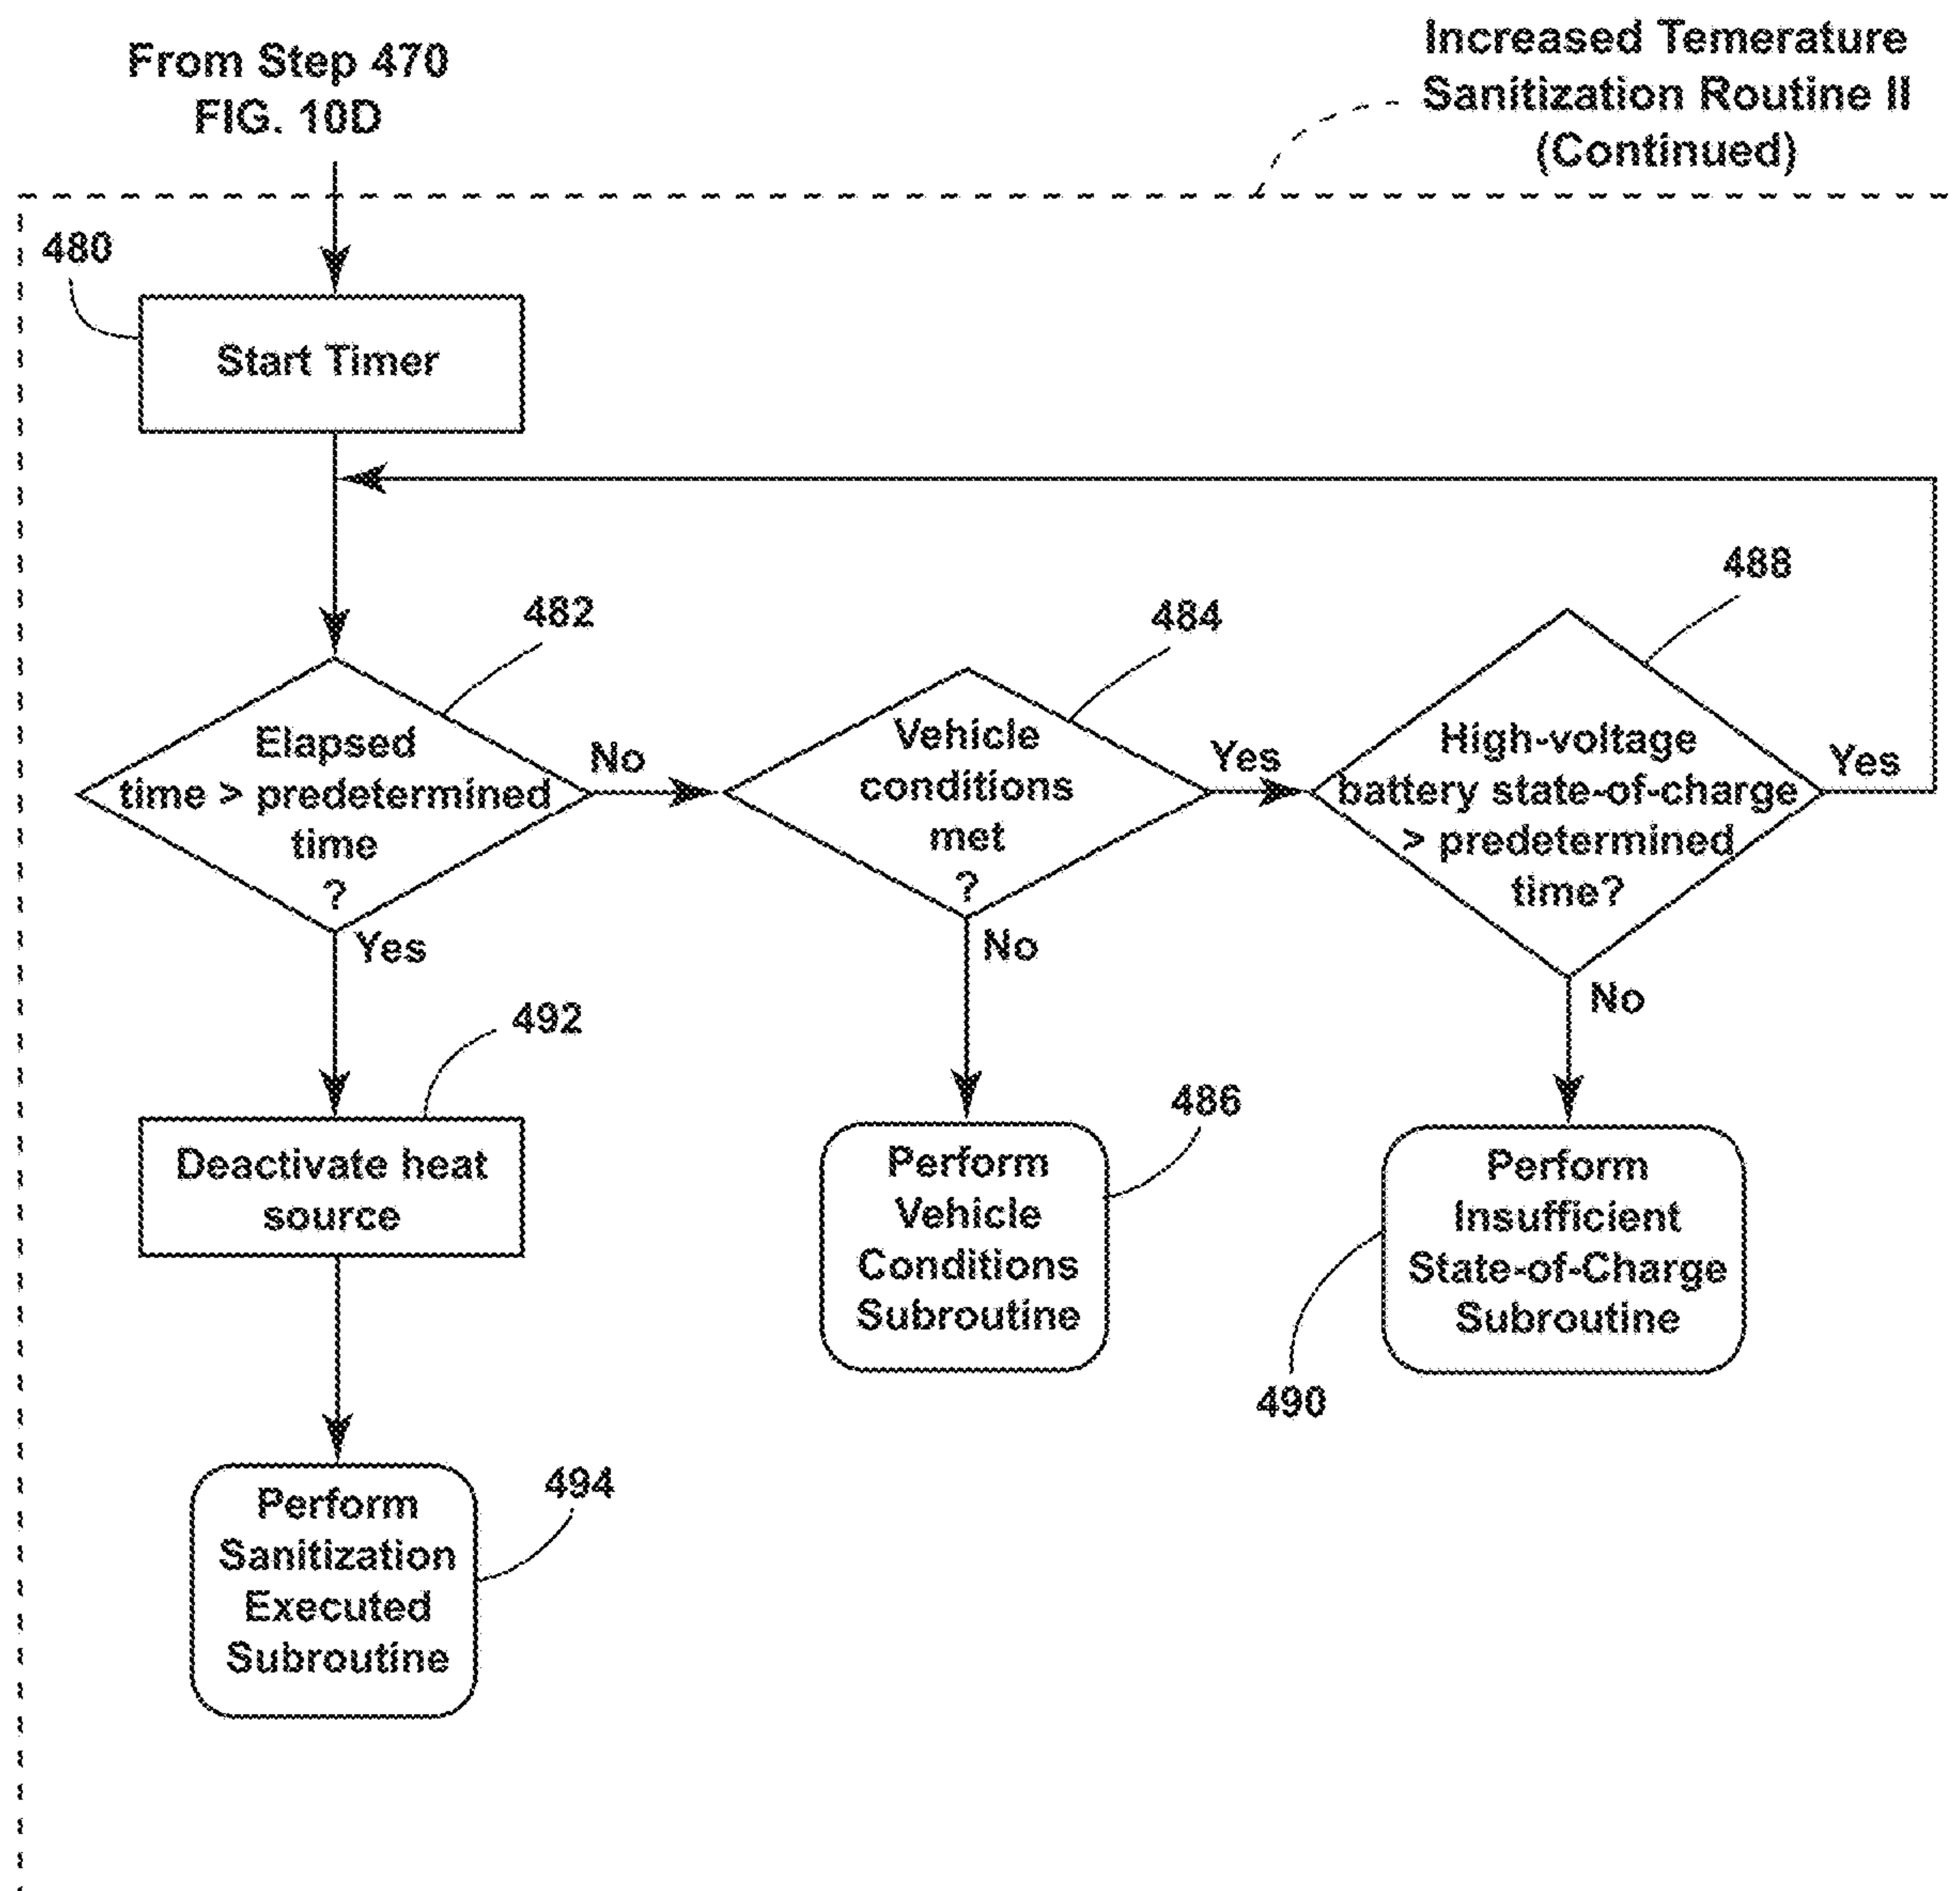 From Step 470
FIG. 10D
Increased Temerature
Sanitization Routine II
(Continued)
480
Start Timer
482
Elapsed
time > predetermined
time
?
No
Yes
484
Vehicle
conditions
met
?
Yes
No
488
High-voltage
battery state-of-charge
> predetermined
time?
Yes
No
492
Deactivate heat
source
486
Perform
Vehicle
Conditions
Subroutine
490
Perform
Insufficient
State-of-Charge
Subroutine
494
Perform
Sanitization
Executed
Subroutine